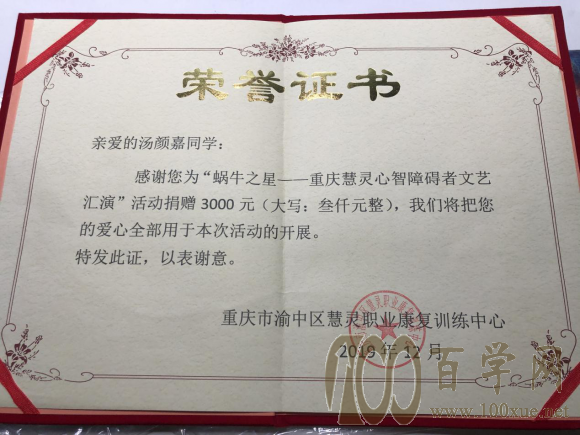 荣誉证书
亲爱的汤颜嘉同学：
感谢您为“蜗牛之星——重庆慧灵心智障碍者文艺
汇演”活动捐赠 3000 元（大写：叁仟元整），我们将把您
的爱心全部用于本次活动的开展。
特发此证，以表谢意。
重庆市渝中区慧灵职业康复训练中心
2019 年 12 月
100百学网
www.100xue.net